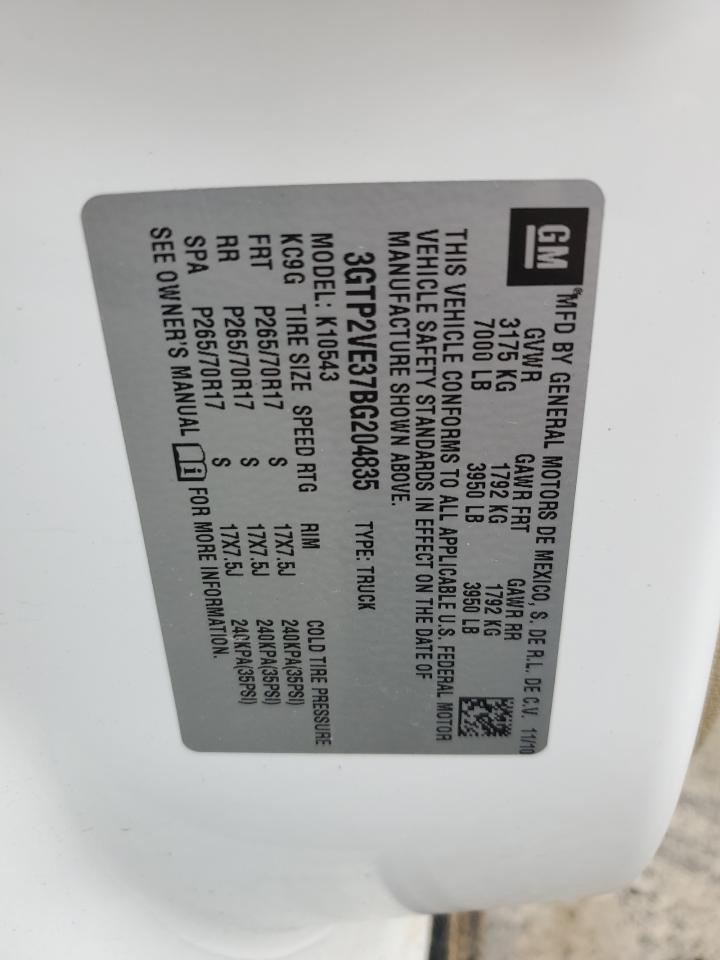 GM
® MFD BY GENERAL MOTORS DE MEXICO, S. DE R.L. DE C.V. 11/10
GVWR GAWR FRT GAWR RR
3175 KG 1792 KG 1792 KG
7000 LB 3950 LB 3950 LB
THIS VEHICLE CONFORMS TO ALL APPLICABLE U.S. FEDERAL MOTOR
VEHICLE SAFETY STANDARDS IN EFFECT ON THE DATE OF
MANUFACTURE SHOWN ABOVE.
3GTP2VE37BG204835 TYPE: TRUCK
MODEL: K10543
KC9G TIRE SIZE SPEED RTG RIM COLD TIRE PRESSURE
FRT P265/70R17 S 17X7.5J 240KPA(35PSI)
RR P265/70R17 S 17X7.5J 240KPA(35PSI)
SPA P265/70R17 S 17X7.5J 240KPA(35PSI)
SEE OWNER'S MANUAL i FOR MORE INFORMATION.